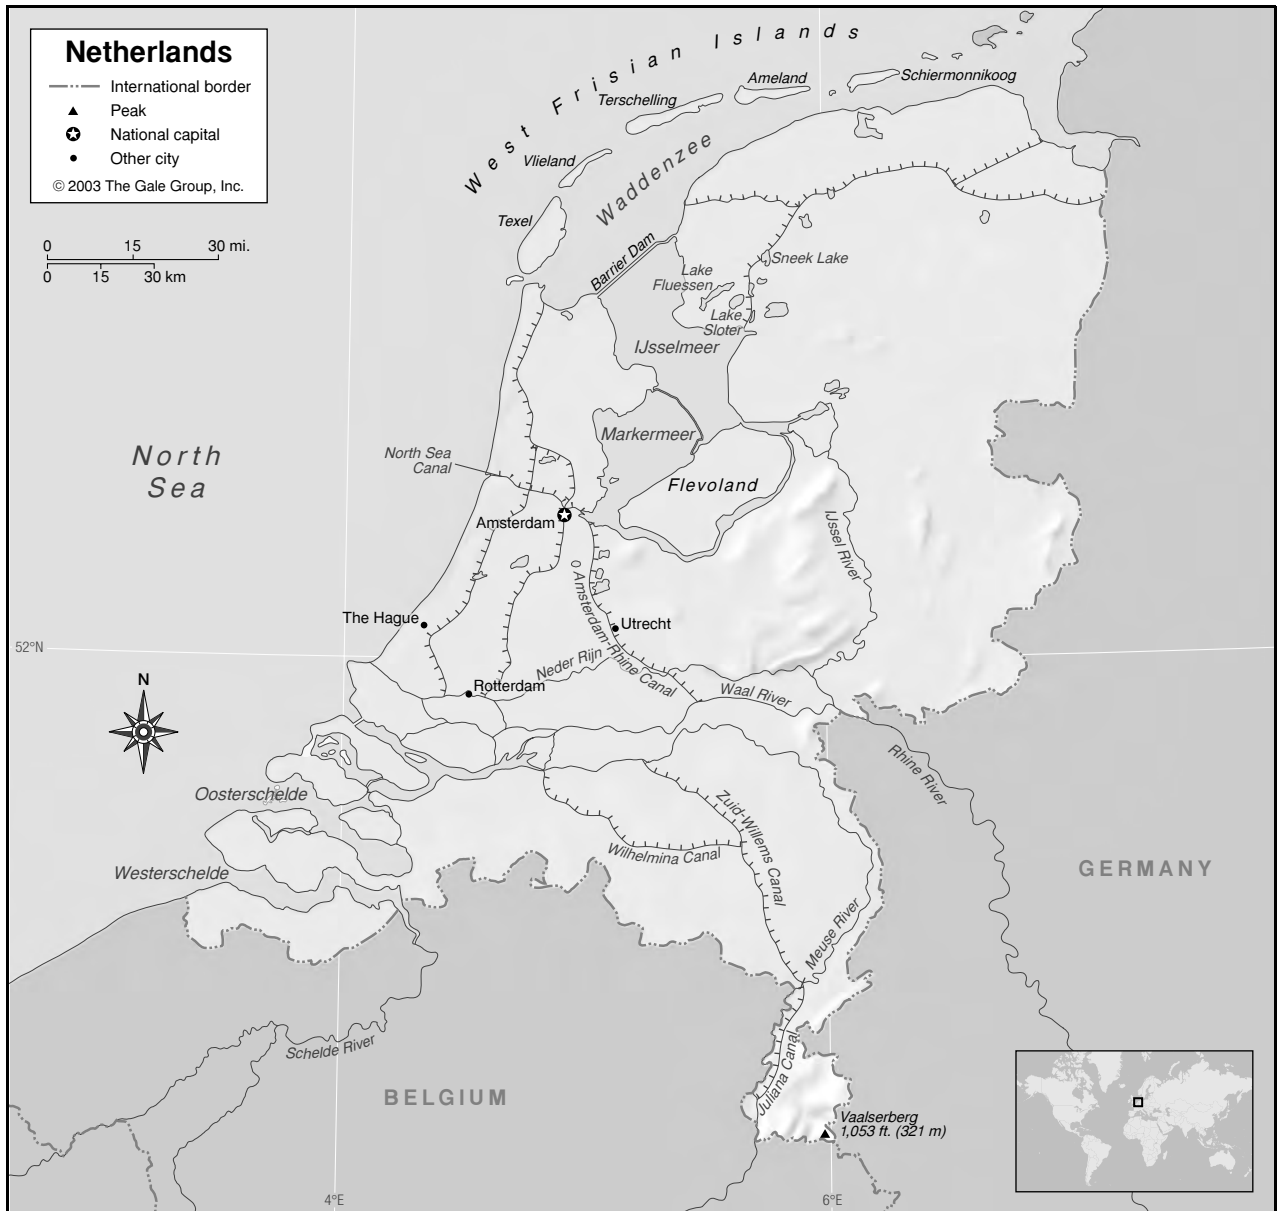 Netherlands
International border
Peak
National capital
Other city
© 2003 The Gale Group, Inc.
0 15 30 mi.
0 15 30 km
West Frisian Islands
Schiermonnikoog
Ameland
Terschelling
Vlieland
Texel
Waddenzee
Barrier Dam
Sneek Lake
Lake
Fluessen
Lake
Sloter
IJsselmeer
Markermeer
Flevoland
North
Sea
North Sea
Canal
Amsterdam
IJssel River
Amsterdam-Rhine Canal
The Hague
Utrecht
52°N
Neder Rijn
Rotterdam
Waal River
N
Rhine River
Oosterschelde
Zuid-Willems Canal
Wilhelmina Canal
Westerschelde
GERMANY
Meuse River
Schelde River
Juliana Canal
BELGIUM
Vaalserberg
1,053 ft. (321 m)
4°E
6°E